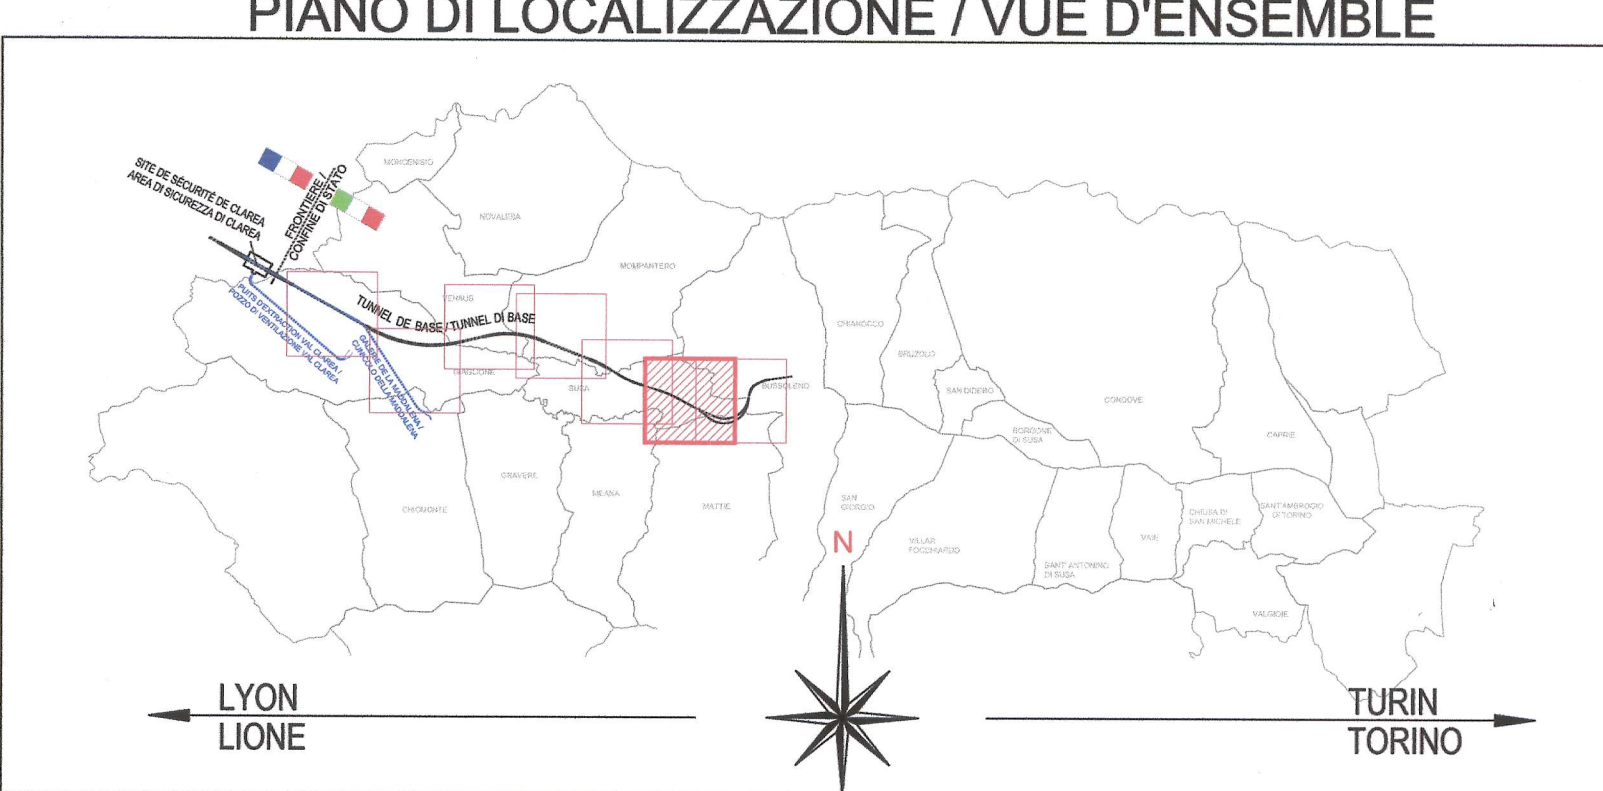 PIANO DI LOCALIZZAZIONE / VUE D'ENSEMBLE
SITE DE SÉCURITÉ DE CLAREA
AREA DI SICUREZZA DI CLAREA
FRONTIERE /
CONFINE DI STATO
MONCENISIO
NOVALESA
MOMPANTERO
VENAUS
TUNNEL DE BASE / TUNNEL DI BASE
PUITS D'EXTRACTION VAL CLAREA /
POZZO DI VENTILAZIONE VAL CLAREA
GALERIE DE LA MADDALENA /
CUNICOLO DELLA MADDALENA
GIAGLIONE
SUSA
BUSSOLENO
CHIANOCCO
BRUZOLO
SAN DIDERO
CONDOVE
BORGONE
DI SUSA
CAPRIE
CHIOMONTE
GRAVERE
MEANA
MATTIE
SAN
GIORGIO
VILLAR
FOCCHIARDO
SANT' ANTONINO
DI SUSA
VAIE
CHIUSA DI
SAN MICHELE
SANT'AMBROGIO
DI TORINO
VALGIOIE
N
LYON
LIONE
TURIN
TORINO